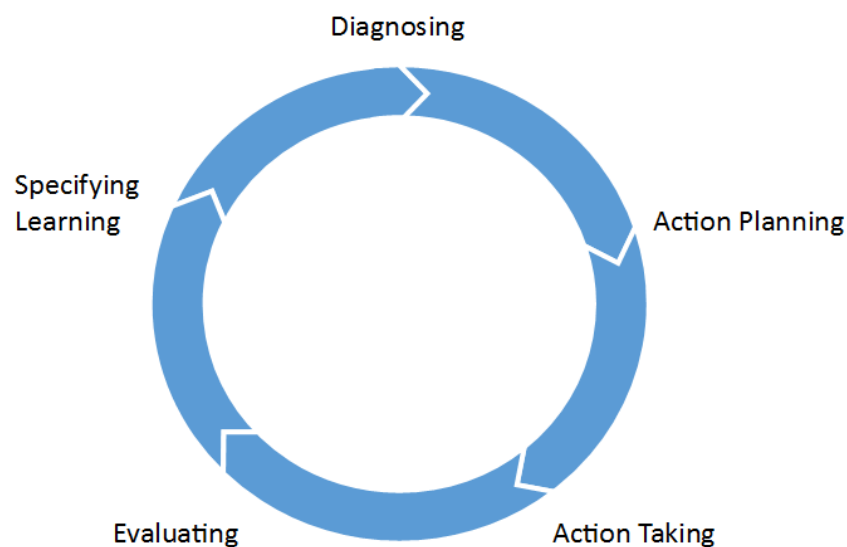 Diagnosing
Action Planning
Action Taking
Evaluating
Specifying
Learning